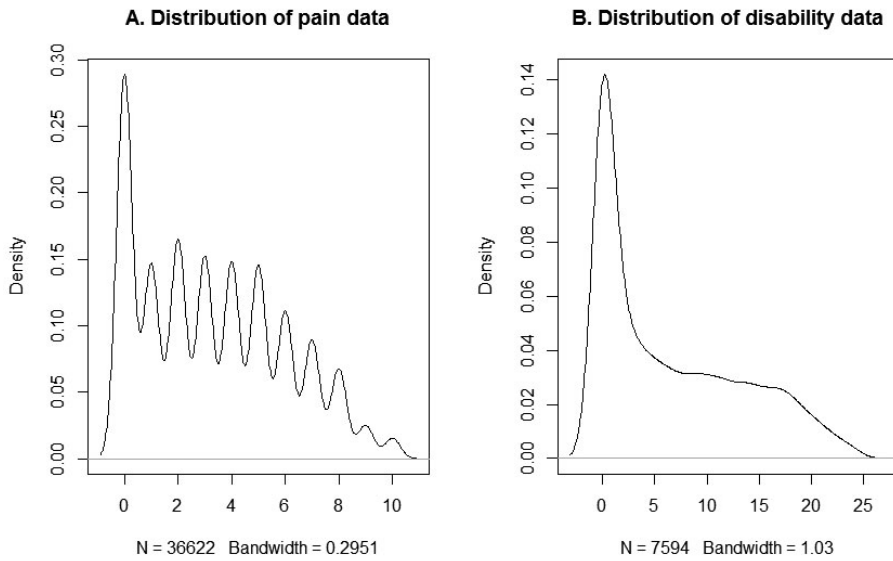 A. Distribution of pain data
Density
0.00 0.05 0.10 0.15 0.20 0.25 0.30
0 2 4 6 8 10
N = 36622 Bandwidth = 0.2951
B. Distribution of disability data
Density
0.00 0.02 0.04 0.06 0.08 0.10 0.12 0.14
0 5 10 15 20 25
N = 7594 Bandwidth = 1.03